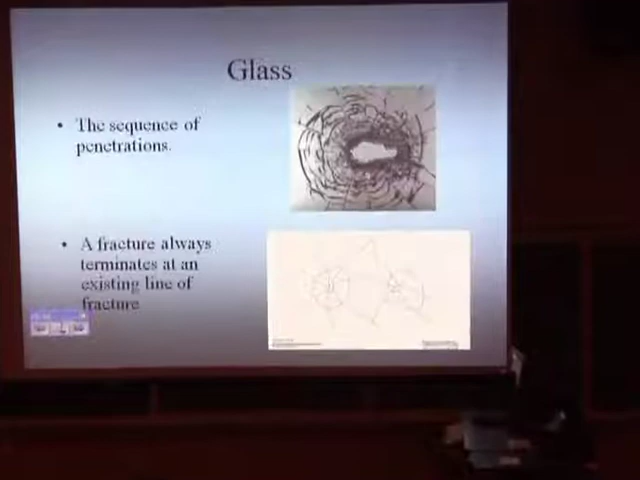 Glass
• The sequence of
penetrations.
• A fracture always
terminates at an
existing line of
fracture